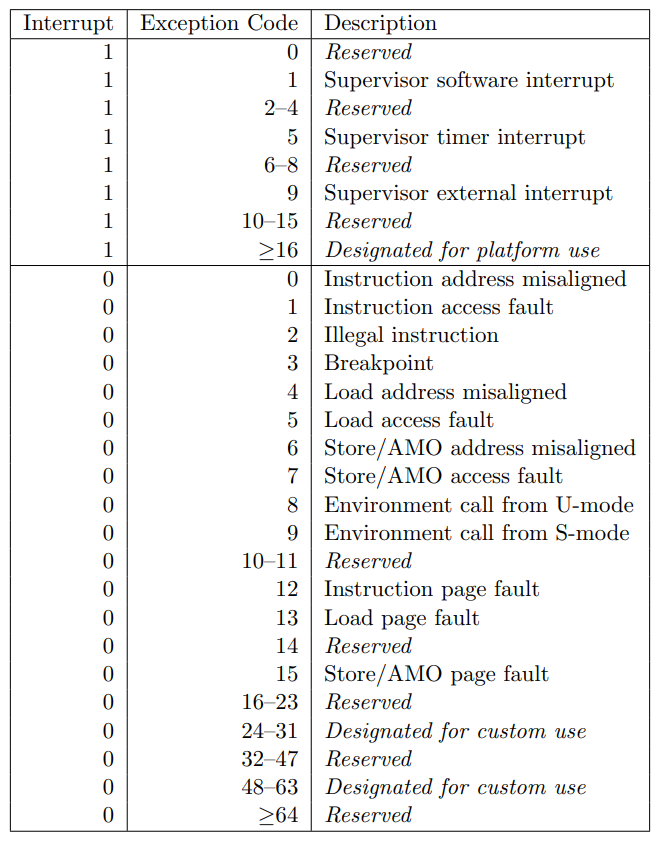 Interrupt Exception Code Description
1 0 Reserved
1 1 Supervisor software interrupt
1 2–4 Reserved
1 5 Supervisor timer interrupt
1 6–8 Reserved
1 9 Supervisor external interrupt
1 10–15 Reserved
1 ≥16 Designated for platform use
0 0 Instruction address misaligned
0 1 Instruction access fault
0 2 Illegal instruction
0 3 Breakpoint
0 4 Load address misaligned
0 5 Load access fault
0 6 Store/AMO address misaligned
0 7 Store/AMO access fault
0 8 Environment call from U-mode
0 9 Environment call from S-mode
0 10–11 Reserved
0 12 Instruction page fault
0 13 Load page fault
0 14 Reserved
0 15 Store/AMO page fault
0 16–23 Reserved
0 24–31 Designated for custom use
0 32–47 Reserved
0 48–63 Designated for custom use
0 ≥64 Reserved